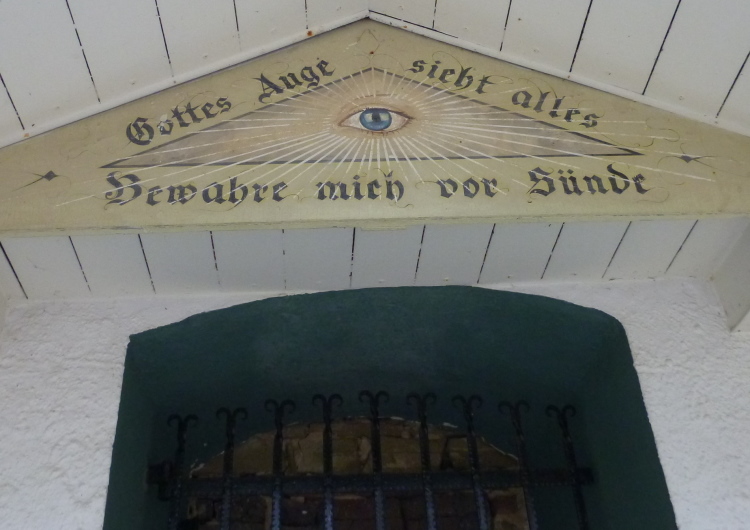 Gottes Auge sieht alles
Bewahre mich vor Sünde